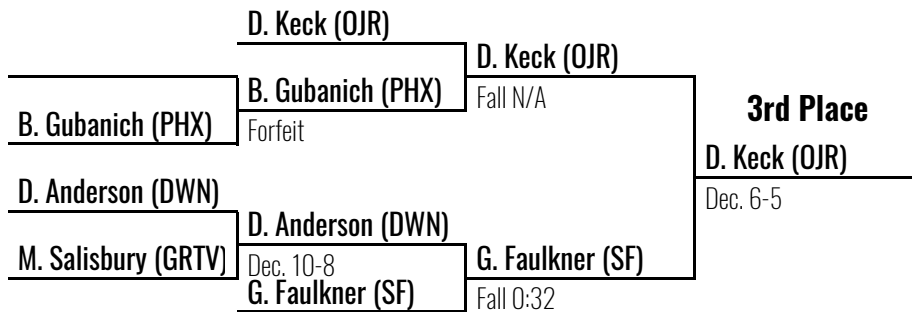 D. Keck (OJR)
D. Keck (OJR)
B. Gubanich (PHX)
Fall N/A
3rd Place
B. Gubanich (PHX)
Forfeit
D. Keck (OJR)
D. Anderson (DWN)
Dec. 6-5
D. Anderson (DWN)
M. Salisbury (GRTV)
Dec. 10-8
G. Faulkner (SF)
G. Faulkner (SF)
Fall 0:32